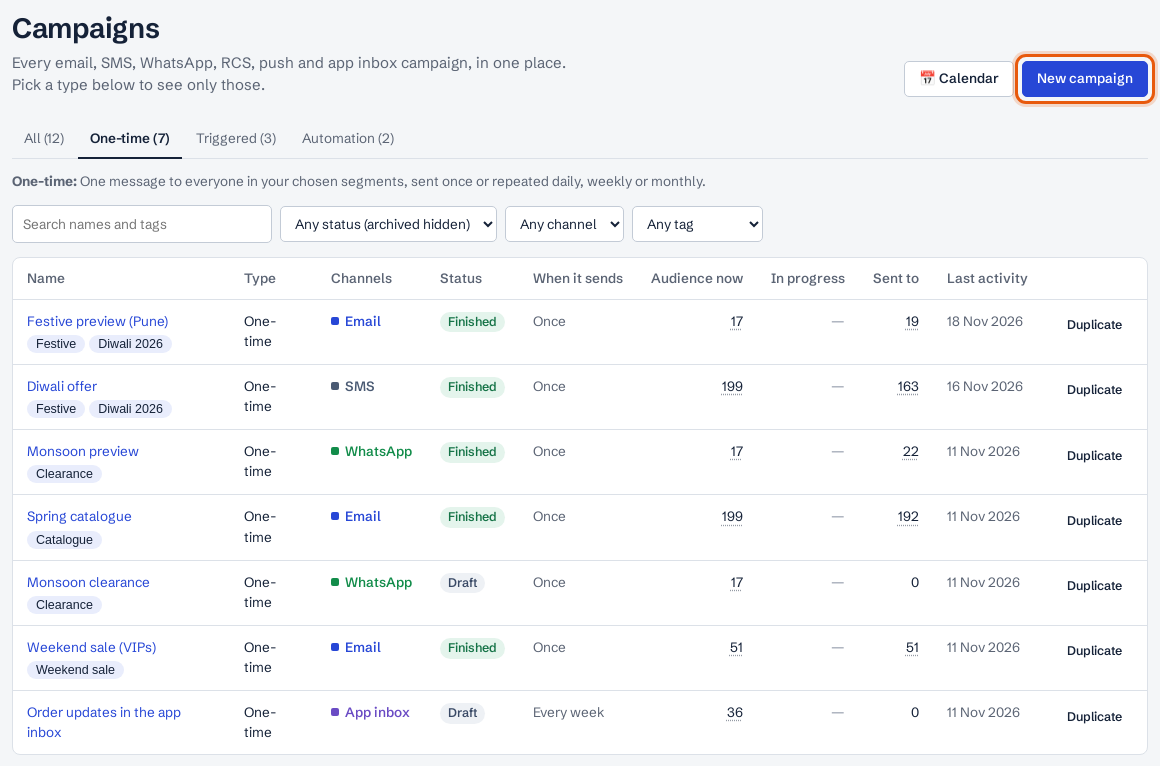 Campaigns
Every email, SMS, WhatsApp, RCS, push and app inbox campaign, in one place.
Pick a type below to see only those.
📅 Calendar
New campaign
All (12) One-time (7) Triggered (3) Automation (2)
One-time: One message to everyone in your chosen segments, sent once or repeated daily, weekly or monthly.
Search names and tags Any status (archived hidden) Any channel Any tag
Name Type Channels Status When it sends Audience now In progress Sent to Last activity
Festive preview (Pune) One-time Email Finished Once 17 — 19 18 Nov 2026 Duplicate
Festive Diwali 2026
Diwali offer One-time SMS Finished Once 199 — 163 16 Nov 2026 Duplicate
Festive Diwali 2026
Monsoon preview One-time WhatsApp Finished Once 17 — 22 11 Nov 2026 Duplicate
Clearance
Spring catalogue One-time Email Finished Once 199 — 192 11 Nov 2026 Duplicate
Catalogue
Monsoon clearance One-time WhatsApp Draft Once 17 — 0 11 Nov 2026 Duplicate
Clearance
Weekend sale (VIPs) One-time Email Finished Once 51 — 51 11 Nov 2026 Duplicate
Weekend sale
Order updates in the app inbox One-time App inbox Draft Every week 36 — 0 11 Nov 2026 Duplicate